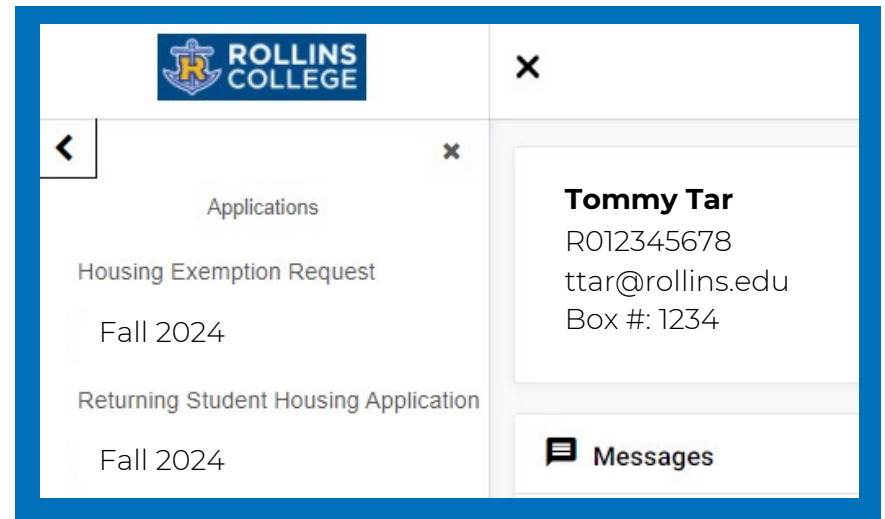 ROLLINS
COLLEGE
Applications
Housing Exemption Request
Fall 2024
Returning Student Housing Application
Fall 2024
Tommy Tar
R012345678
ttar@rollins.edu
Box #: 1234
Messages